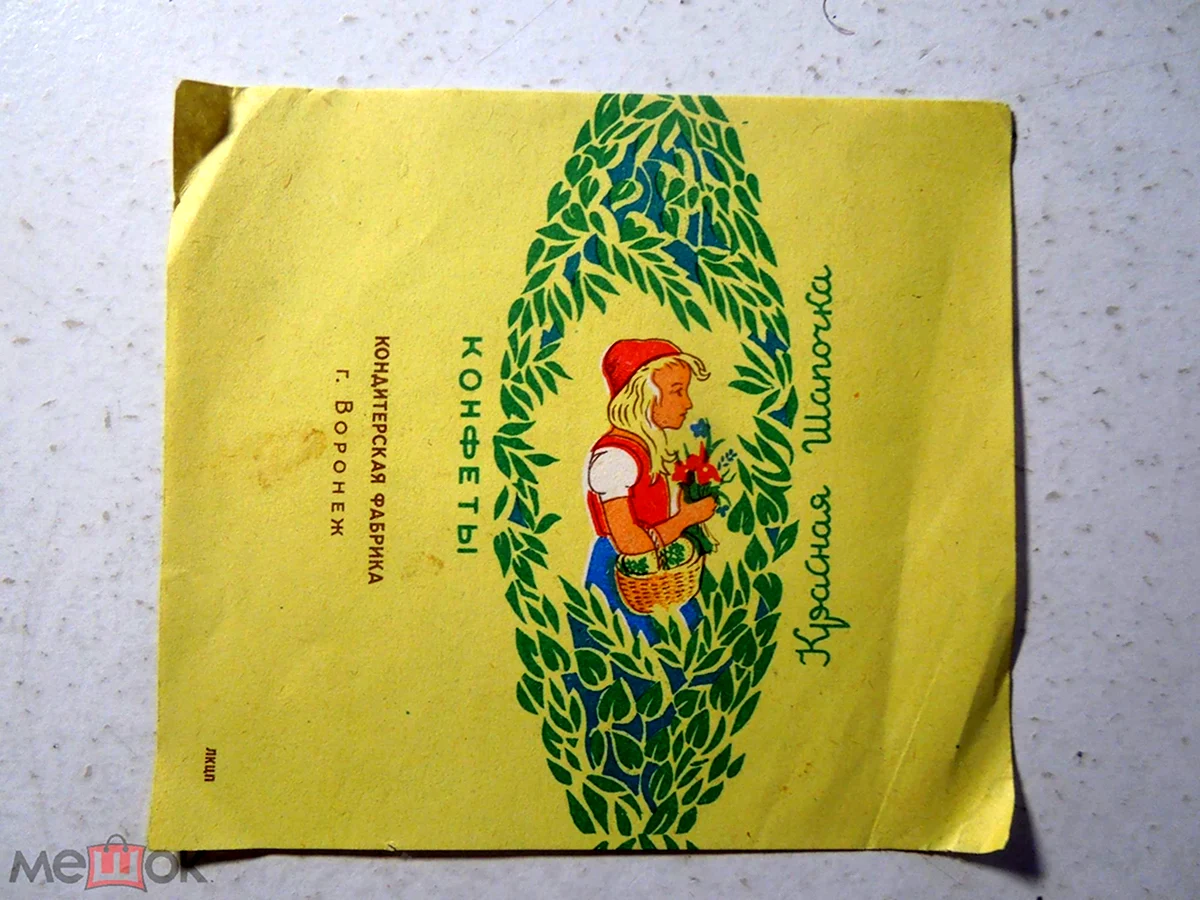 Красная Шапочка
КОНФЕТЫ
КОНДИТЕРСКАЯ ФАБРИКА
г. Воронеж
ЛКЦП
мешок